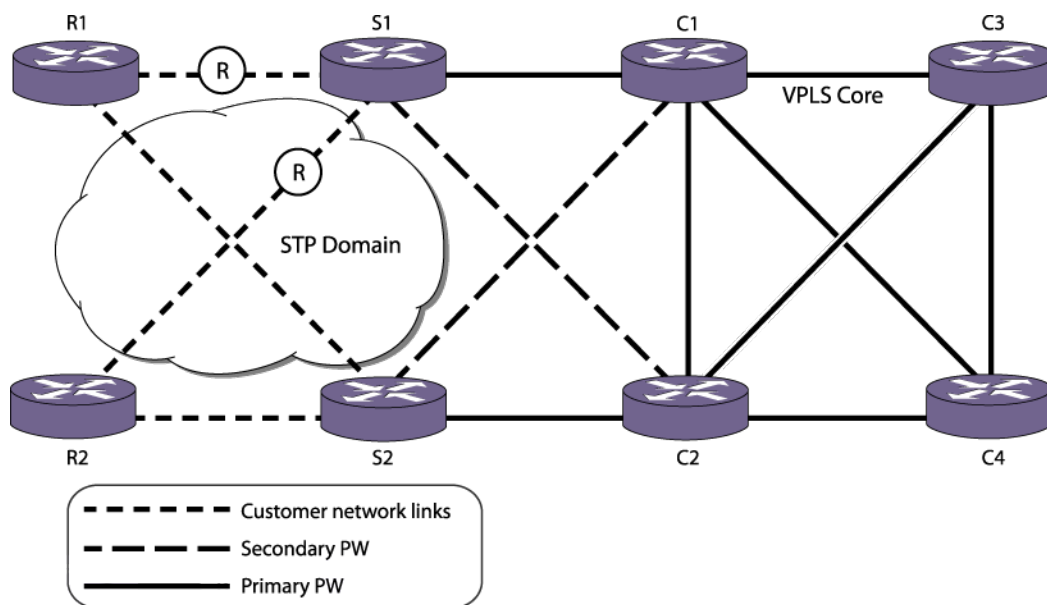 R1
S1
C1
C3
R
VPLS Core
R
STP Domain
R2
S2
C2
C4
Customer network links
Secondary PW
Primary PW